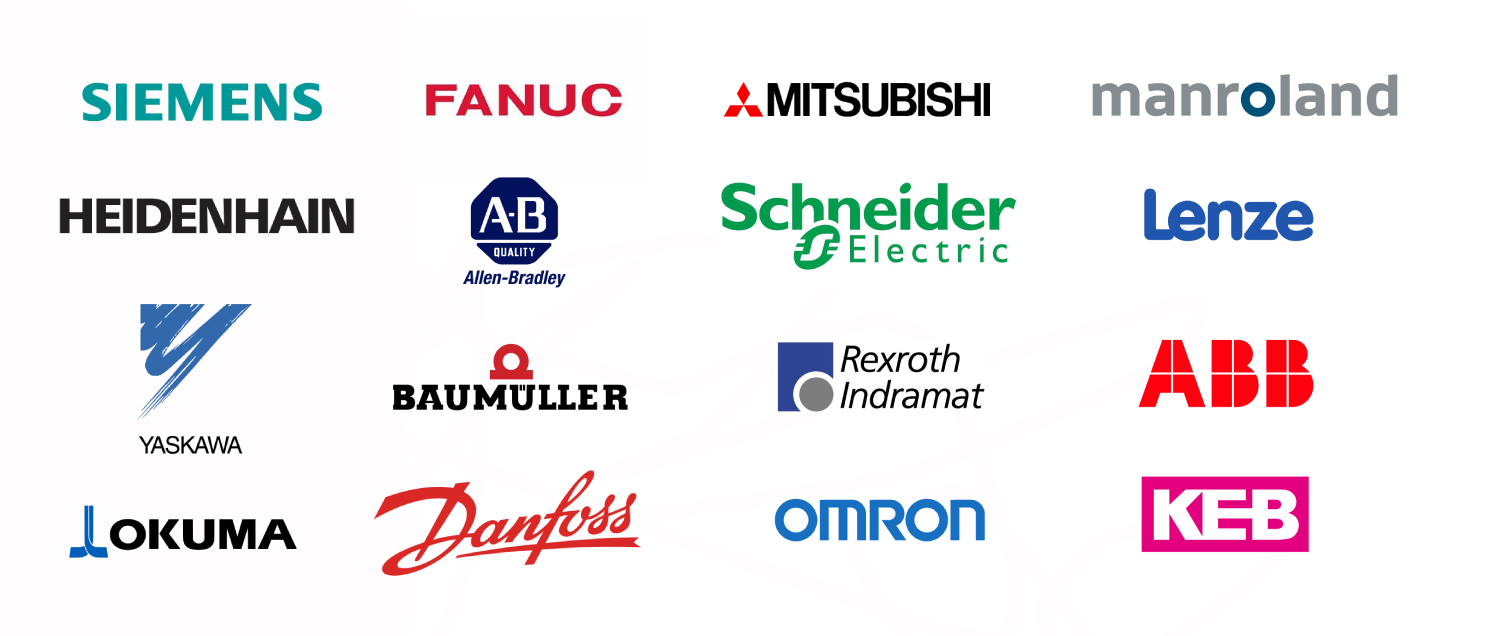 SIEMENS
FANUC
MITSUBISHI
manroland
HEIDENHAIN
A-B
QUALITY
Allen-Bradley
Schneider
Electric
Lenze
YASKAWA
BAUMÜLLER
Rexroth
Indramat
ABB
OKUMA
Danfoss
OMRON
KEB